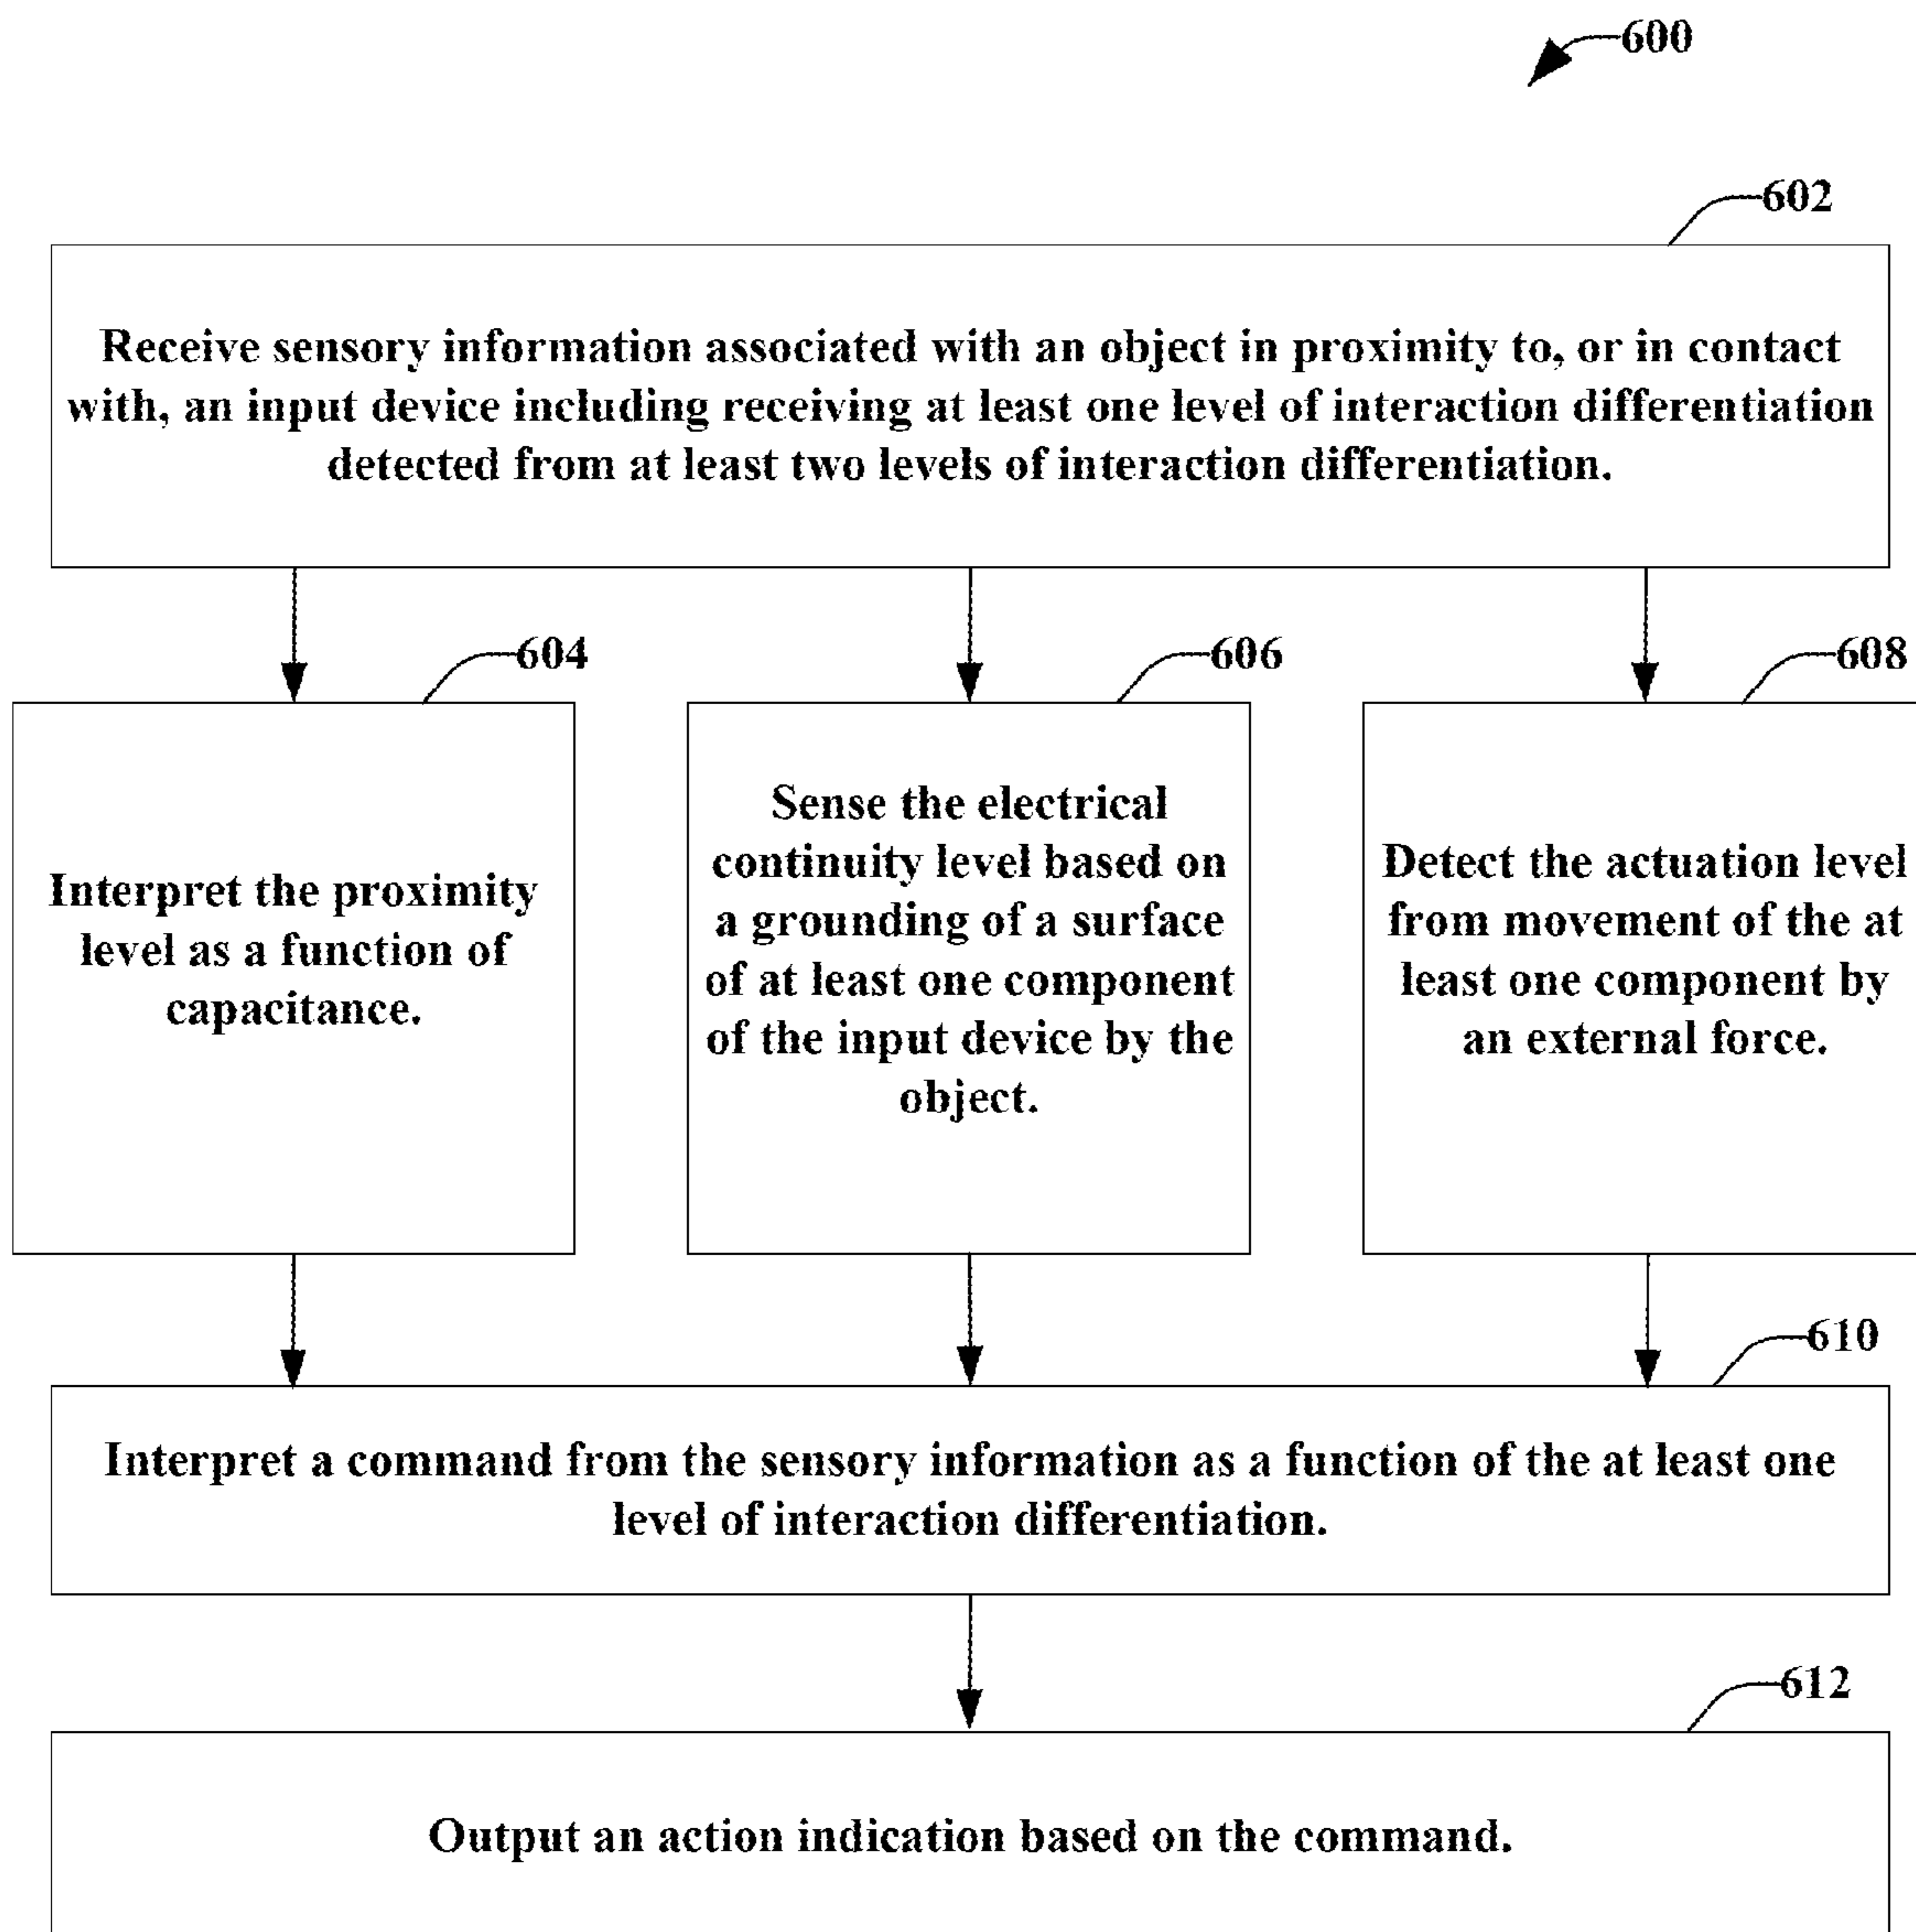 600
602
Receive sensory information associated with an object in proximity to, or in contact
with, an input device including receiving at least one level of interaction differentiation
detected from at least two levels of interaction differentiation.
604
Interpret the proximity
level as a function of
capacitance.
606
Sense the electrical
continuity level based on
a grounding of a surface
of at least one component
of the input device by the
object.
608
Detect the actuation level
from movement of the at
least one component by
an external force.
610
Interpret a command from the sensory information as a function of the at least one
level of interaction differentiation.
612
Output an action indication based on the command.